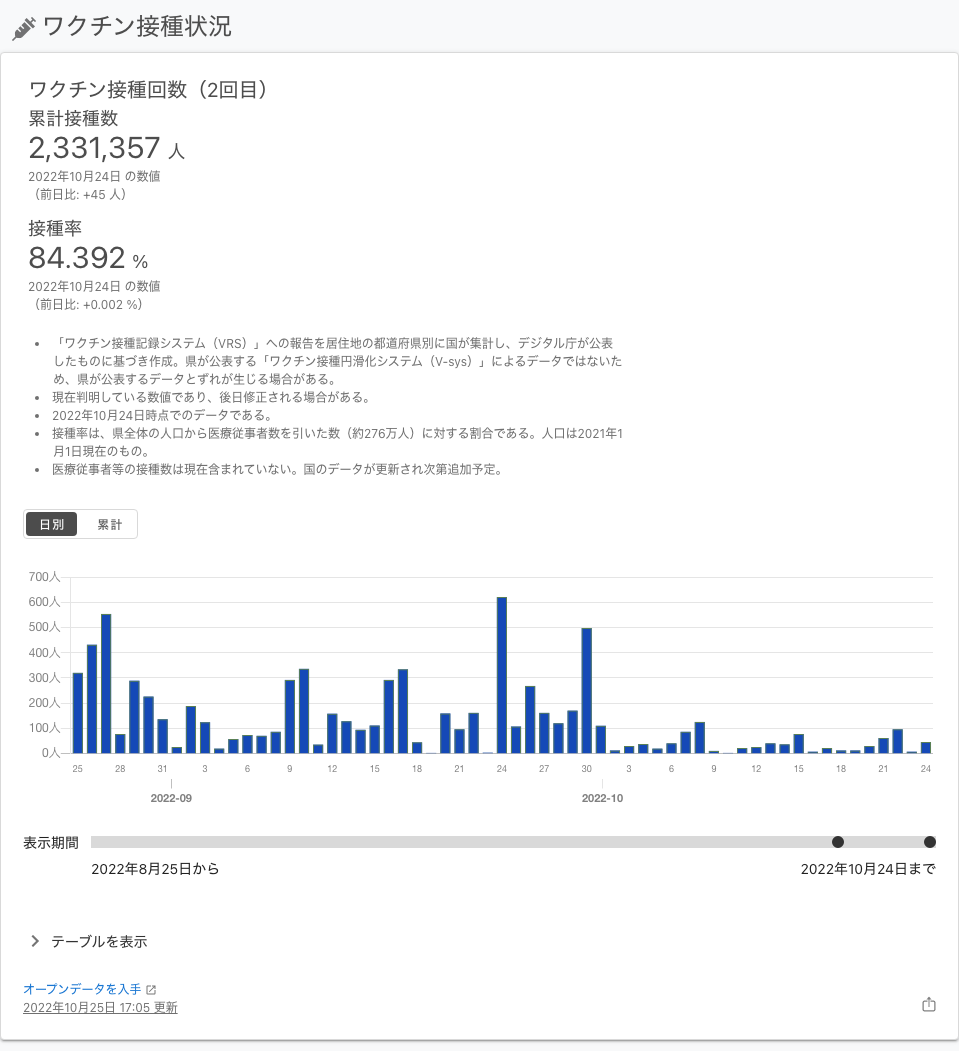 ワクチン接種状況
ワクチン接種回数（2回目）
累計接種数
2,331,357 人
2022年10月24日 の数値
（前日比: +45 人）
接種率
84.392 %
2022年10月24日 の数値
（前日比: +0.002 %）
• 「ワクチン接種記録システム（VRS）」への報告を居住地の都道府県別に国が集計し、デジタル庁が公表
したものに基づき作成。県が公表する「ワクチン接種円滑化システム（V-sys）」によるデータではないた
め、県が公表するデータとずれが生じる場合がある。
• 現在判明している数値であり、後日修正される場合がある。
• 2022年10月24日時点でのデータである。
• 接種率は、県全体の人口から医療従事者数を引いた数（約276万人）に対する割合である。人口は2021年1
月1日現在のもの。
• 医療従事者等の接種数は現在含まれていない。国のデータが更新され次第追加予定。
日別 累計
700人
600人
500人
400人
300人
200人
100人
0人
25 28 31 3 6 9 12 15 18 21 24 27 30 3 6 9 12 15 18 21 24
2022-09 2022-10
表示期間
2022年8月25日から 2022年10月24日まで
テーブルを表示
オープンデータを入手
2022年10月25日 17:05 更新